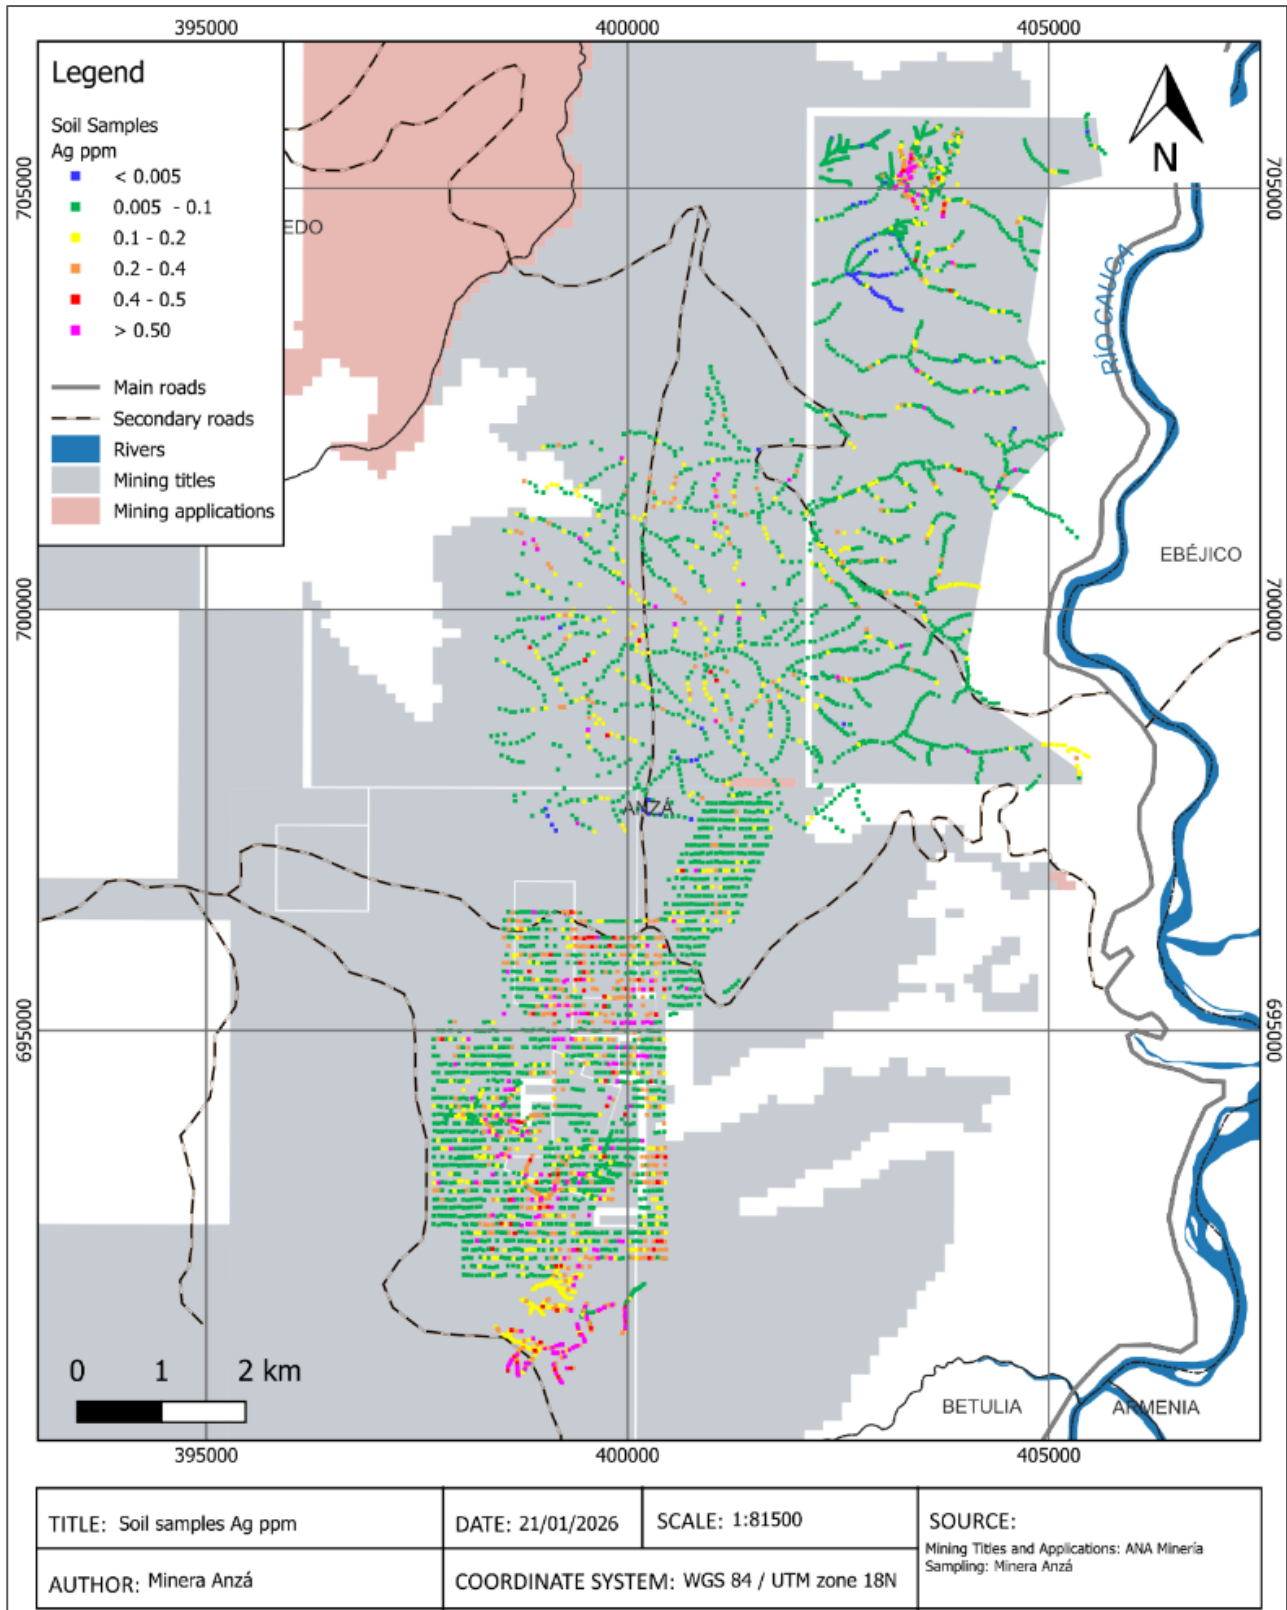 395000 400000 405000
Legend
Soil Samples
Ag ppm
< 0.005
0.005 - 0.1
0.1 - 0.2
0.2 - 0.4
0.4 - 0.5
> 0.50
Main roads
Secondary roads
Rivers
Mining titles
Mining applications
N
705000 705000
EDO
RÍO CAUCA
EBÉJICO
700000 700000
ANZÁ
695000 695000
0 1 2 km
BETULIA ARMENIA
395000 400000 405000
TITLE: Soil samples Ag ppm
DATE: 21/01/2026
SCALE: 1:81500
SOURCE:
Mining Titles and Applications: ANA Minería
Sampling: Minera Anzá
AUTHOR: Minera Anzá
COORDINATE SYSTEM: WGS 84 / UTM zone 18N